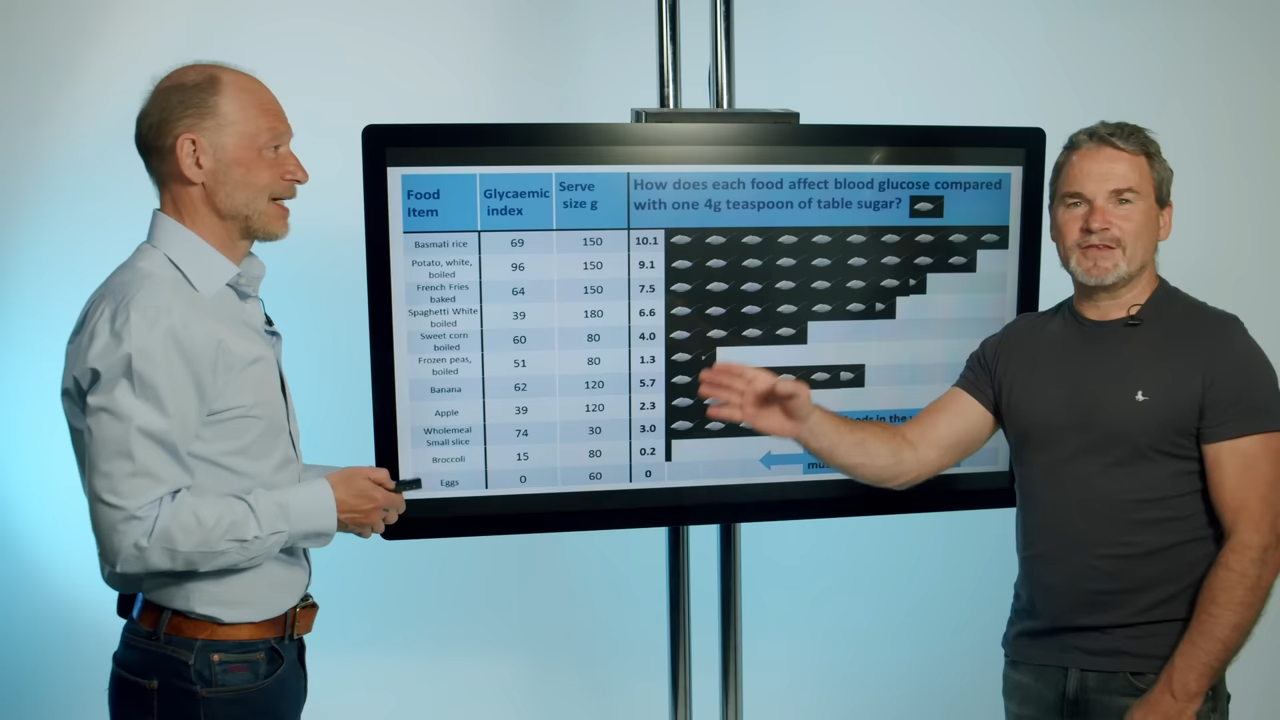 Food
Item
Glycaemic
index
Serve
size g
How does each food affect blood glucose compared
with one 4g teaspoon of table sugar?
Basmati rice 69 150 10.1
Potato, white,
boiled 96 150 9.1
French Fries
baked 64 150 7.5
Spaghetti White
boiled 39 180 6.6
Sweet corn
boiled 60 80 4.0
Frozen peas,
boiled 51 80 1.3
Banana 62 120 5.7
Apple 39 120 2.3
Wholemeal
Small slice 74 30 3.0
Broccoli 15 80 0.2
Eggs 0 60 0
in the